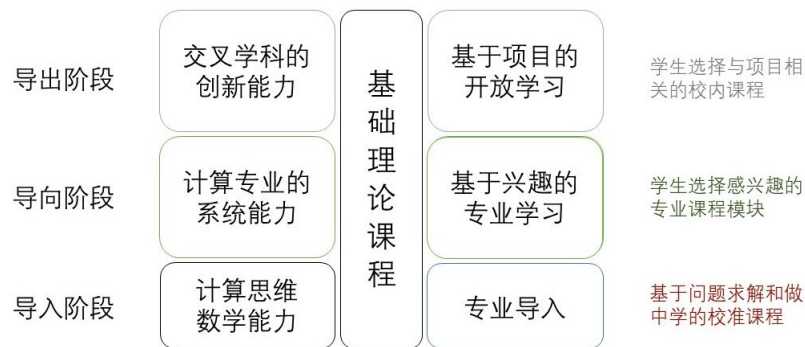 导出阶段
交叉学科的
创新能力
基础理论课程
基于项目的
开放学习
学生选择与项目相
关的校内课程
导向阶段
计算专业的
系统能力
基于兴趣的
专业学习
学生选择感兴趣的
专业课程模块
导入阶段
计算思维
数学能力
专业导入
基于问题求解和做
中学的校准课程